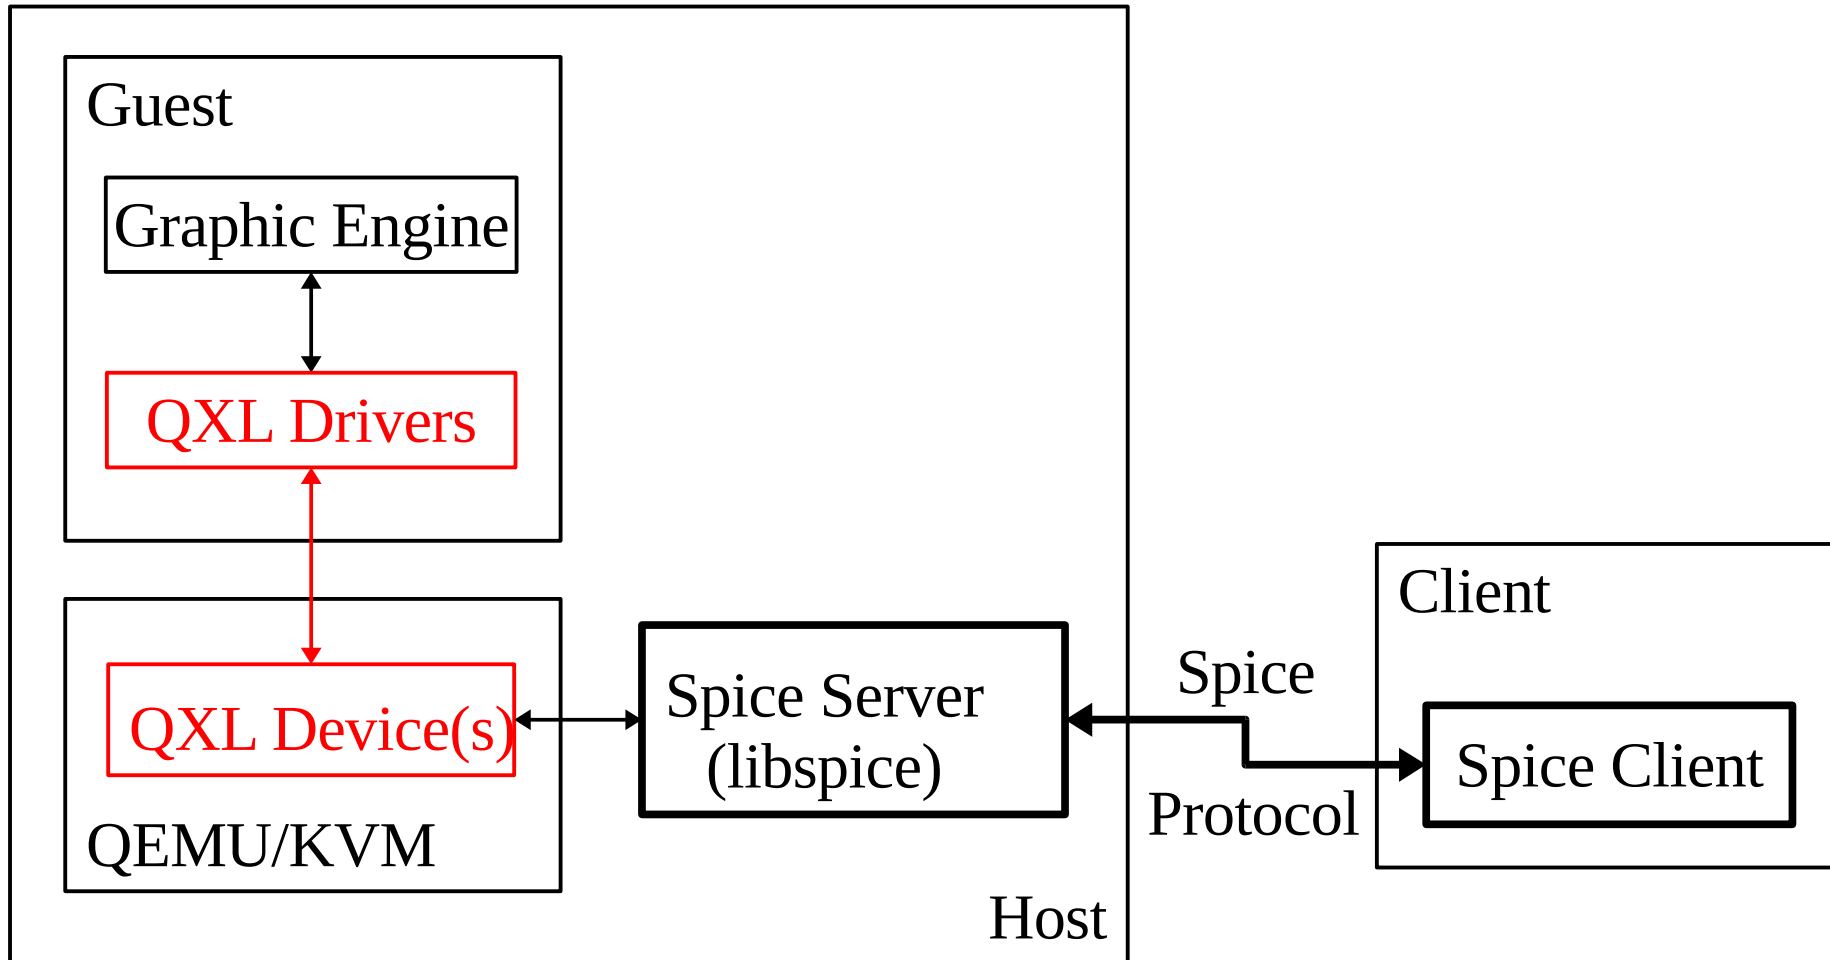 Guest
Graphic Engine
QXL Drivers
QXL Device(s)
QEMU/KVM
Spice Server
(libspice)
Host
Spice
Protocol
Client
Spice Client